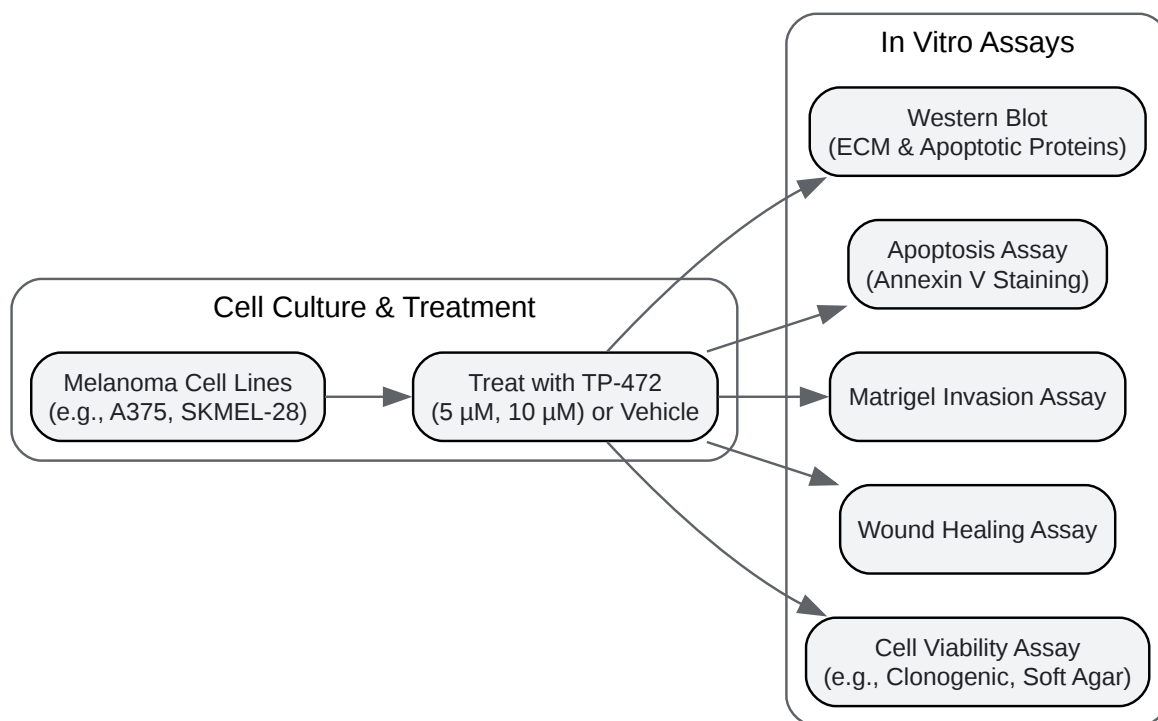 In Vitro Assays
Western Blot
(ECM & Apoptotic Proteins)
Apoptosis Assay
(Annexin V Staining)
Cell Culture & Treatment
Melanoma Cell Lines
(e.g., A375, SKMEL-28)
Treat with TP-472
(5 µM, 10 µM) or Vehicle
Matrigel Invasion Assay
Wound Healing Assay
Cell Viability Assay
(e.g., Clonogenic, Soft Agar)